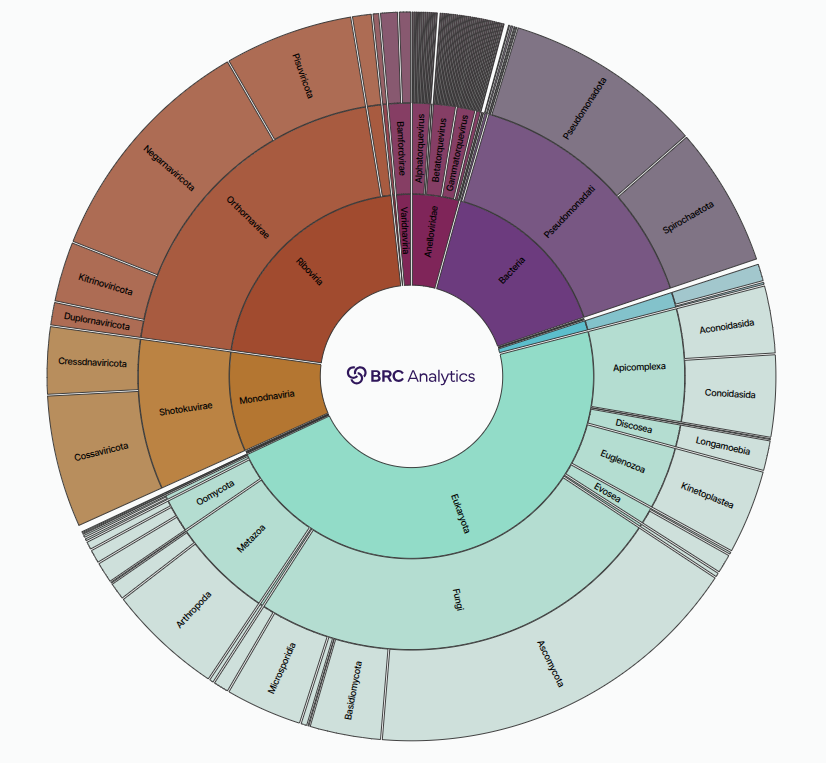 BRC Analytics
Riboviria
Varidnaviria
Anelloviridae
Bacteria
Eukaryota
Monodnaviria
Orthornavirae
Bamfordvirae
Alphatorquevirus
Betatorquevirus
Gammatorquevirus
Pseudomonadati
Apicomplexa
Discosea
Euglenozoa
Evosea
Fungi
Metazoa
Oomycota
Shotokuvirae
Pisuviricota
Pseudomonadota
Spirochaetota
Aconoidasida
Conoidasida
Longamoebia
Kinetoplastea
Ascomycota
Basidiomycota
Microsporidia
Arthropoda
Cossaviricota
Cressdnaviricota
Duplornaviricota
Kitrinoviricota
Negarnaviricota